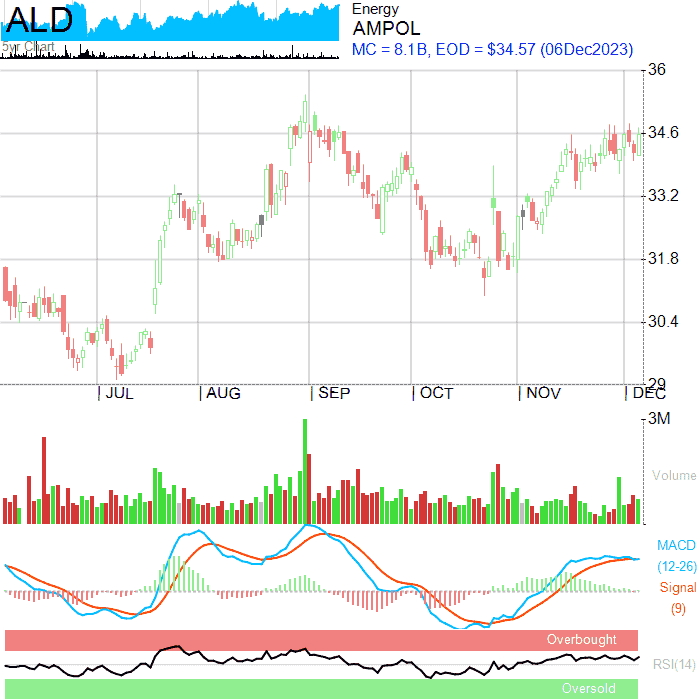 ALD
5yr Chart
Energy
AMPOL
MC = 8.1B, EOD = $34.57 (06Dec2023)
36
34.6
33.2
31.8
30.4
29
| JUL | AUG | SEP | OCT | NOV | DEC
3M
Volume
MACD
(12-26)
Signal
(9)
Overbought
RSI(14)
Oversold